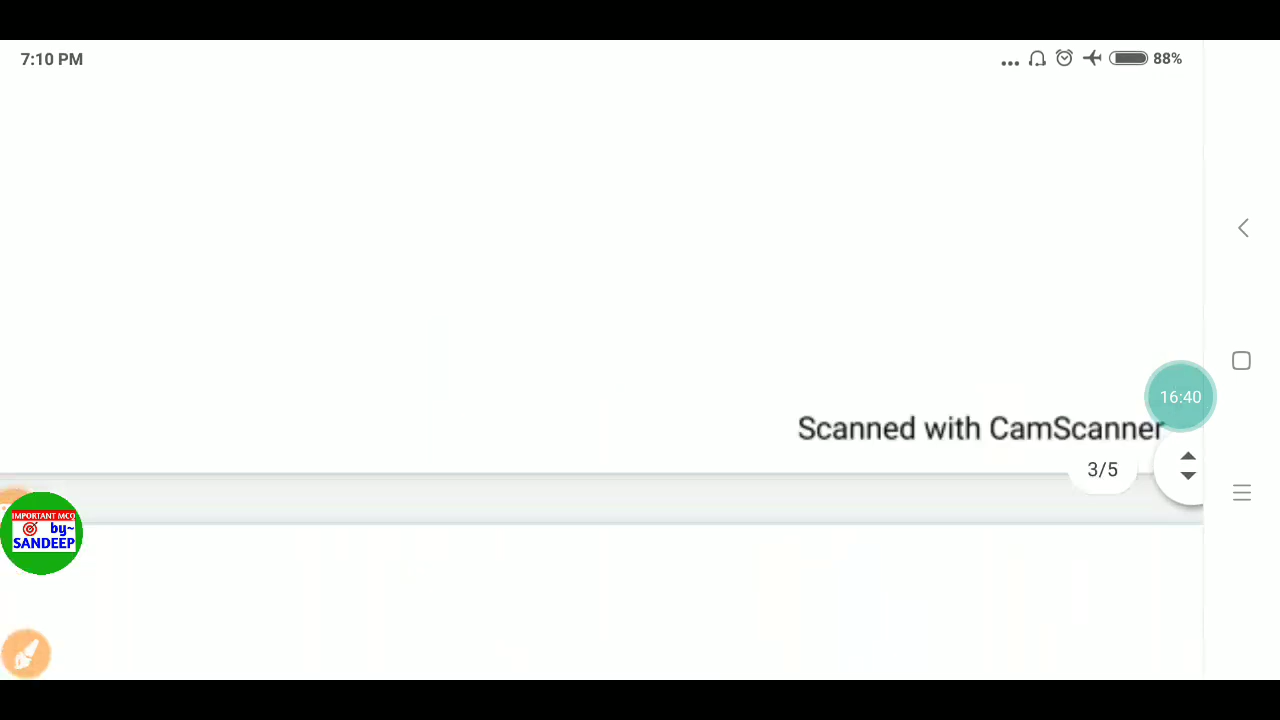 7:10 PM
... 88%
16:40
Scanned with CamScanner
3/5
IMPORTANT MCQ
by~
SANDEEP